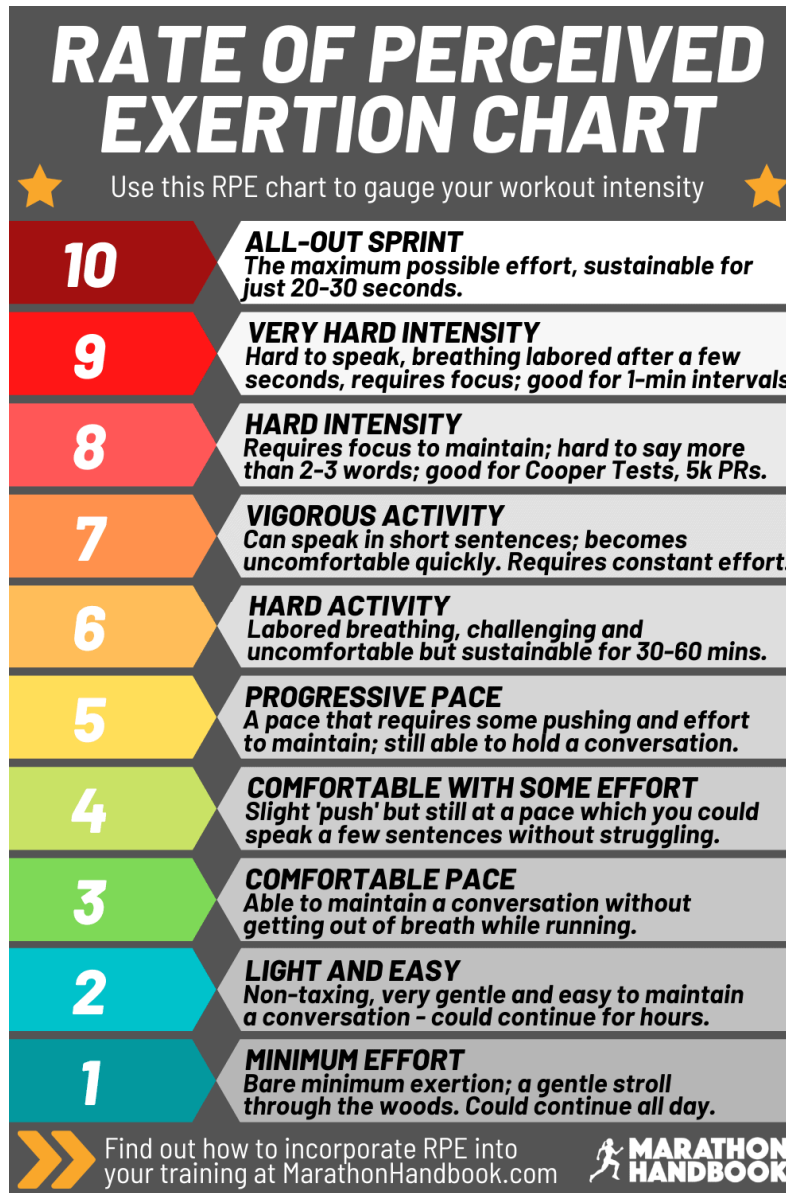 RATE OF PERCEIVED
EXERTION CHART
Use this RPE chart to gauge your workout intensity
10
ALL-OUT SPRINT
The maximum possible effort, sustainable for
just 20-30 seconds.
9
VERY HARD INTENSITY
Hard to speak, breathing labored after a few
seconds, requires focus; good for 1-min intervals
8
HARD INTENSITY
Requires focus to maintain; hard to say more
than 2-3 words; good for Cooper Tests, 5k PRs.
7
VIGOROUS ACTIVITY
Can speak in short sentences; becomes
uncomfortable quickly. Requires constant effort.
6
HARD ACTIVITY
Labored breathing, challenging and
uncomfortable but sustainable for 30-60 mins.
5
PROGRESSIVE PACE
A pace that requires some pushing and effort
to maintain; still able to hold a conversation.
4
COMFORTABLE WITH SOME EFFORT
Slight 'push' but still at a pace which you could
speak a few sentences without struggling.
3
COMFORTABLE PACE
Able to maintain a conversation without
getting out of breath while running.
2
LIGHT AND EASY
Non-taxing, very gentle and easy to maintain
a conversation - could continue for hours.
1
MINIMUM EFFORT
Bare minimum exertion; a gentle stroll
through the woods. Could continue all day.
Find out how to incorporate RPE into
your training at MarathonHandbook.com
MARATHON
HANDBOOK